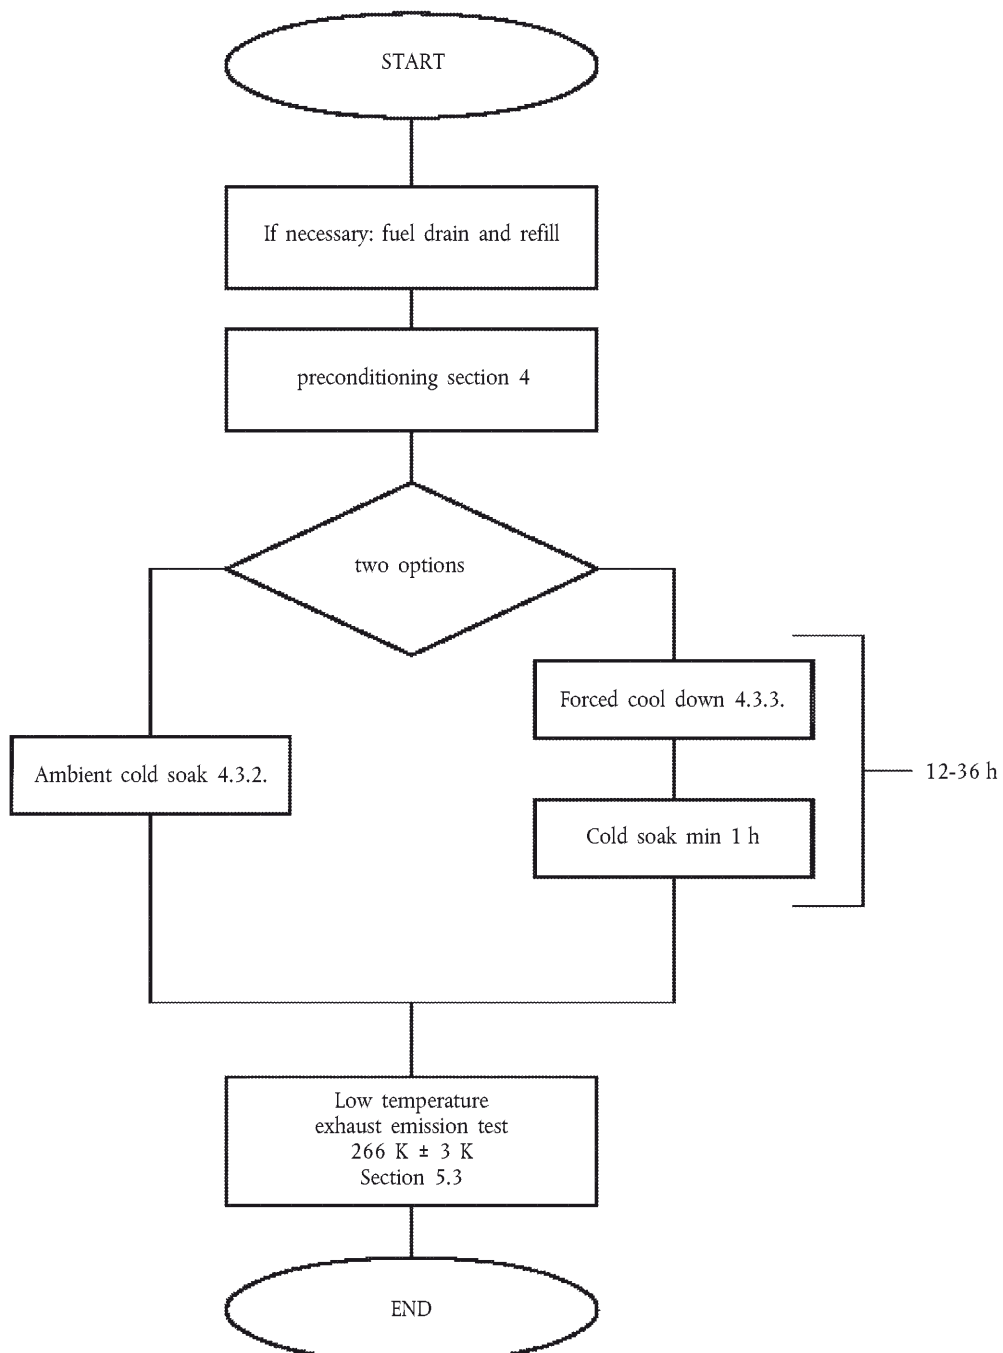 START
If necessary: fuel drain and refill
preconditioning section 4
two options
Forced cool down 4.3.3.
Ambient cold soak 4.3.2.
12-36 h
Cold soak min 1 h
Low temperature
exhaust emission test
266 K ± 3 K
Section 5.3
END